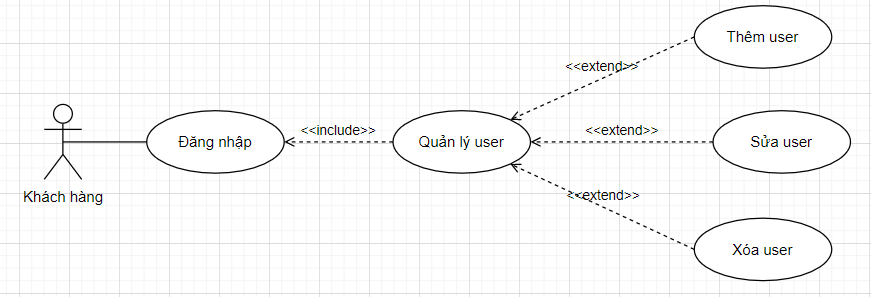 Thêm user
<<extend>>
Đăng nhập
<<include>>
Quản lý user
<<extend>>
Sửa user
Khách hàng
<<extend>>
Xóa user